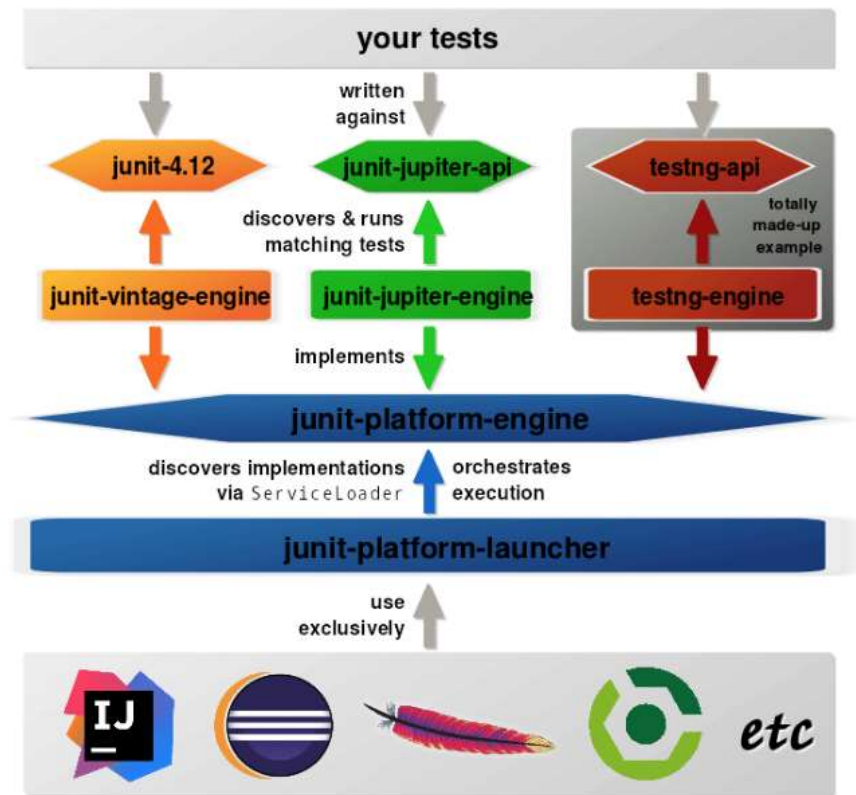 your tests
written
against
junit-4.12
junit-jupiter-api
testng-api
discovers & runs
matching tests
totally
made-up
example
junit-vintage-engine
junit-jupiter-engine
testng-engine
implements
junit-platform-engine
discovers implementations
via ServiceLoader
orchestrates
execution
junit-platform-launcher
use
exclusively
IJ
etc